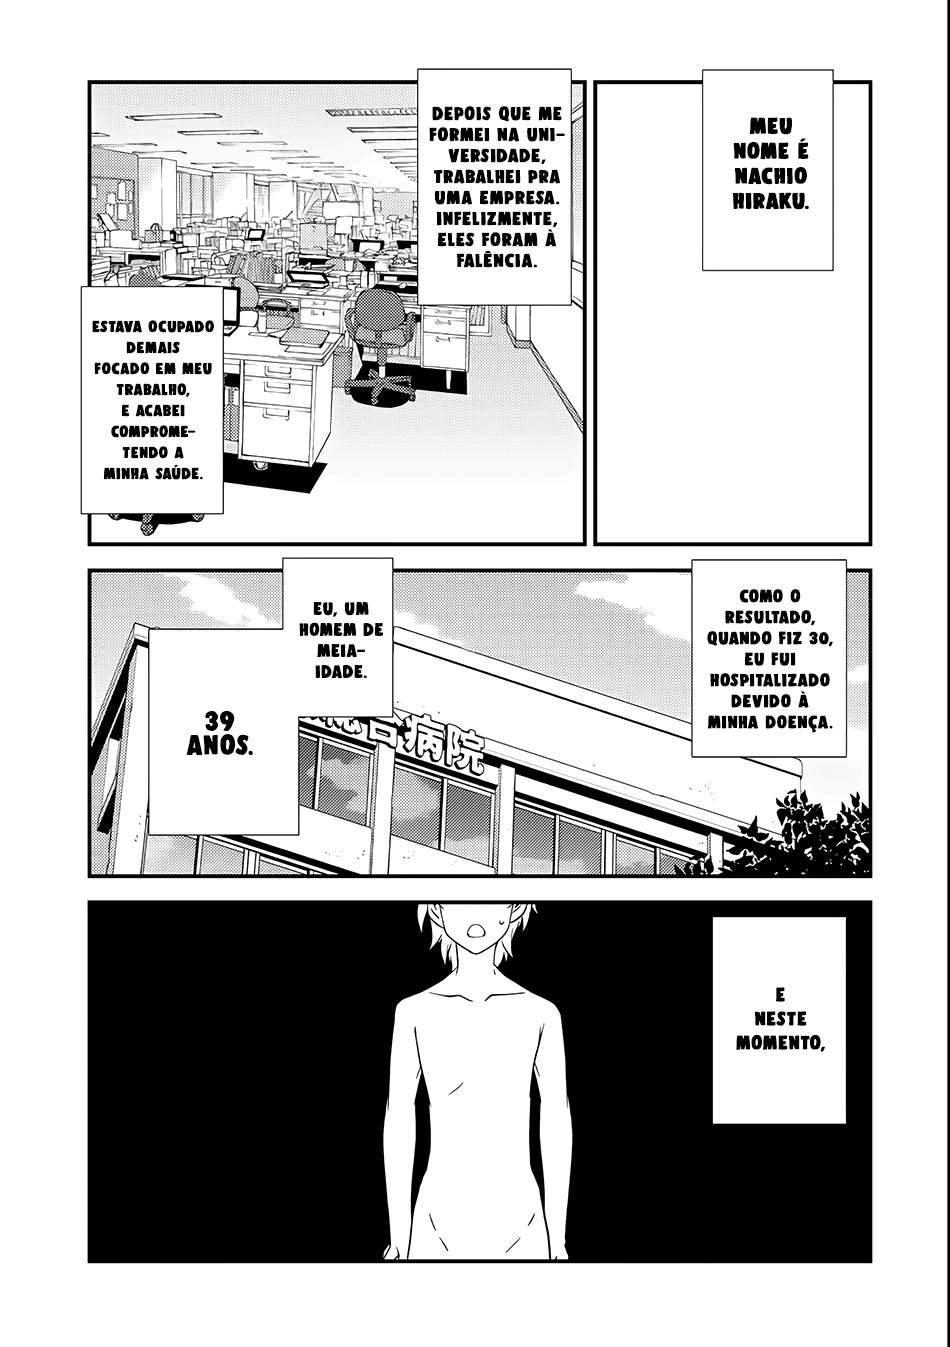 MEU
NOME É
NACHIO
HIRAKU.
DEPOIS QUE ME
FORMEI NA UNI-
VERSIDADE,
TRABALHEI PRA
UMA EMPRESA.
INFELIZMENTE,
ELES FORAM À
FALÊNCIA.
ESTAVA OCUPADO
DEMAIS
FOCADO EM MEU
TRABALHO,
E ACABEI
COMPROME-
TENDO A
MINHA SAÚDE.
COMO O
RESULTADO,
QUANDO FIZ 30,
EU FUI
HOSPITALIZADO
DEVIDO À
MINHA DOENÇA.
EU, UM
HOMEM DE
MEIA-
IDADE.
39
ANOS.
合病院
E
NESTE
MOMENTO,